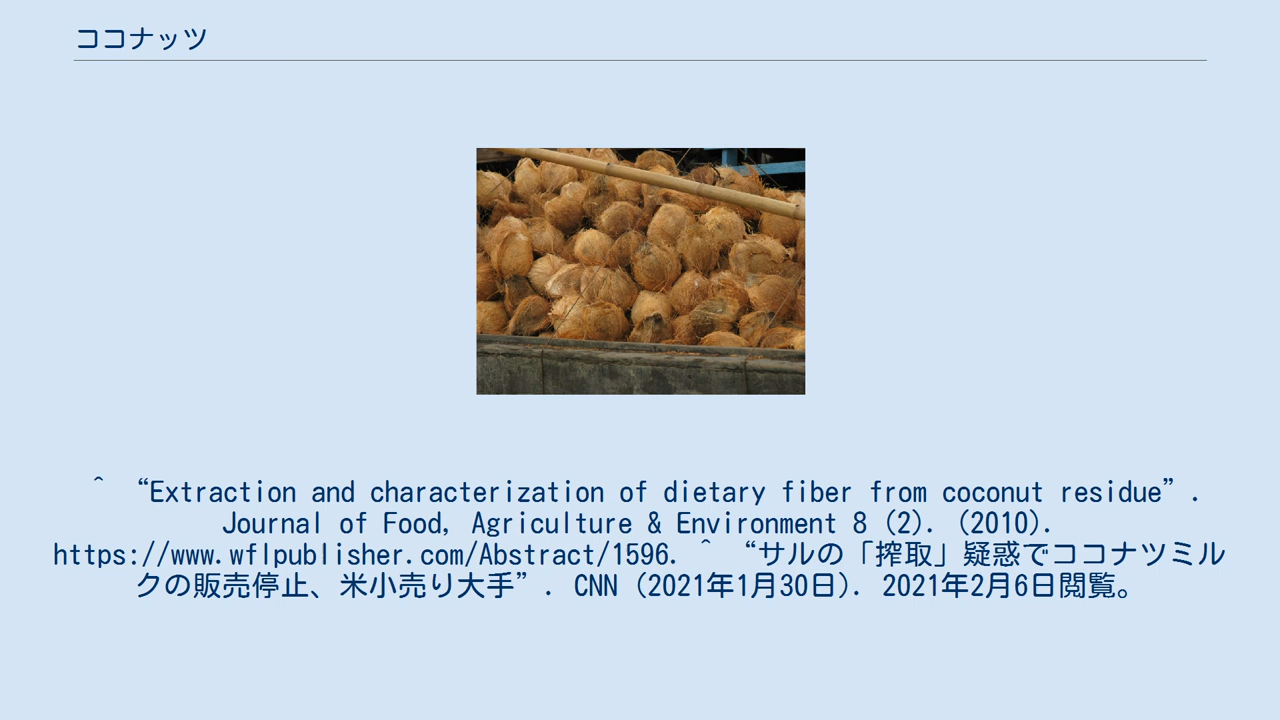 ココナッツ
^ “Extraction and characterization of dietary fiber from coconut residue”.
Journal of Food, Agriculture & Environment 8 (2). (2010).
https://www.wflpublisher.com/Abstract/1596. ^ “サルの「搾取」疑惑でココナツミル
クの販売停止、米小売り大手”. CNN (2021年1月30日). 2021年2月6日閲覧。